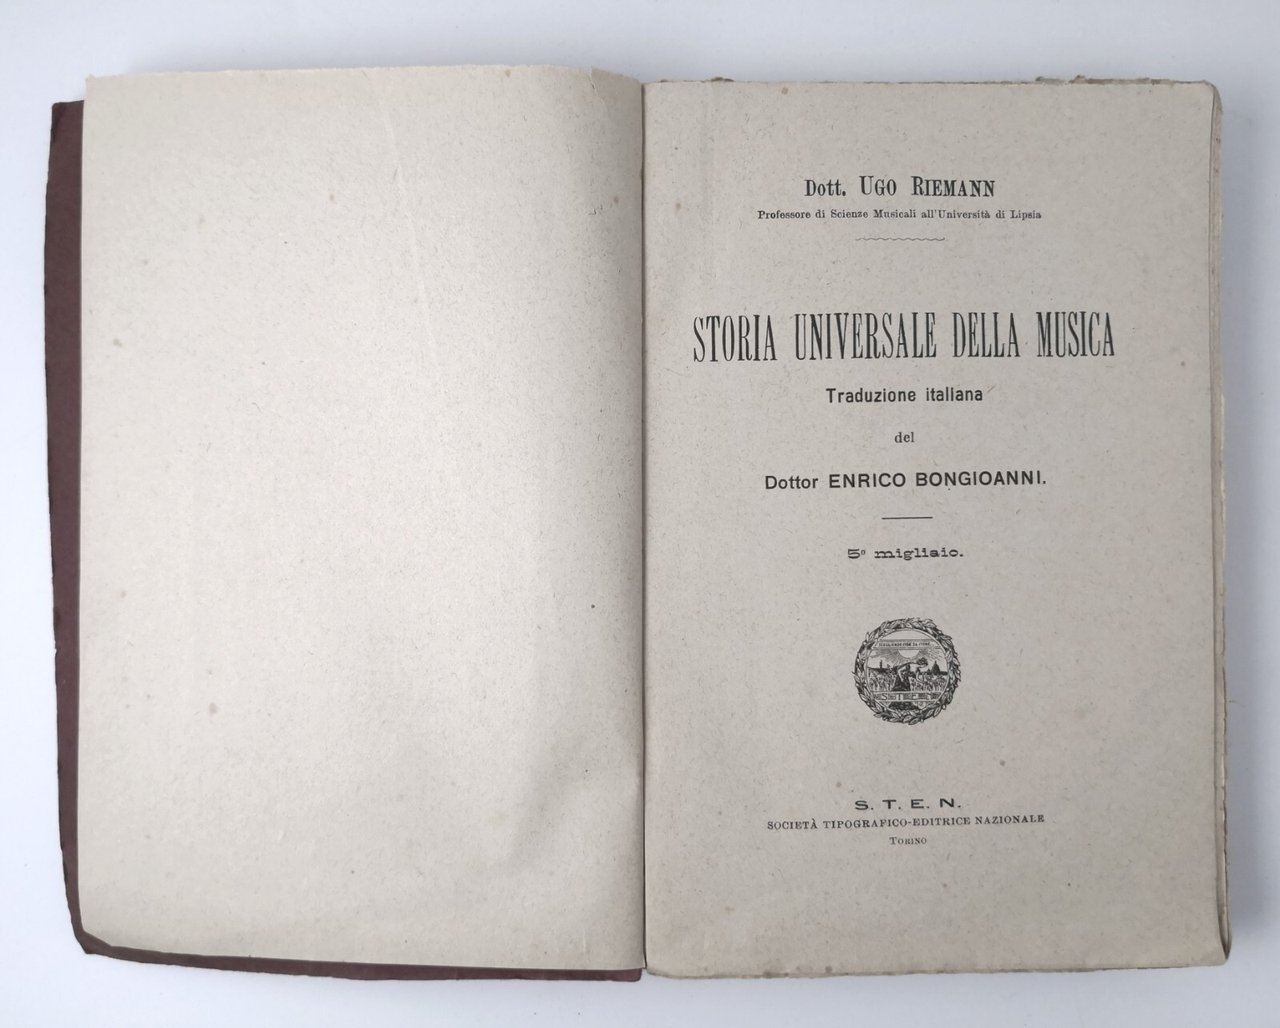 Dott. UGO RIEMANN
Professore di Scienze Musicali all'Università di Lipsia
STORIA UNIVERSALE DELLA MUSICA
Traduzione italiana
del
Dottor ENRICO BONGIOANNI.
5º migliaio.
S. T. E. N.
SOCIETÀ TIPOGRAFICO-EDITRICE NAZIONALE
TORINO